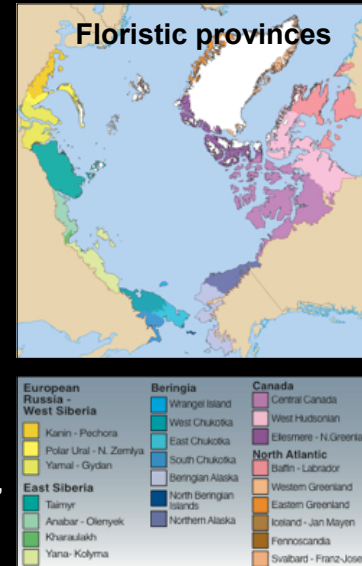 Floristic provinces
European
Russia -
West Siberia
Kanin - Pechora
Polar Ural - N. Zemlya
Yamal - Gydan
East Siberia
Taimyr
Anabar - Olenyek
Kharaulakh
Yana- Kolyma
Beringia
Wrangel Island
West Chukotka
East Chukotka
South Chukotka
Beringian Alaska
North Beringian
Islands
Northern Alaska
Canada
Central Canada
West Hudsonian
Ellesmere - N.Greenla
North Atlantic
Baffin - Labrador
Western Greenland
Eastern Greenland
Iceland - Jan Mayen
Fennoscandia
Svalbard - Franz-Jose